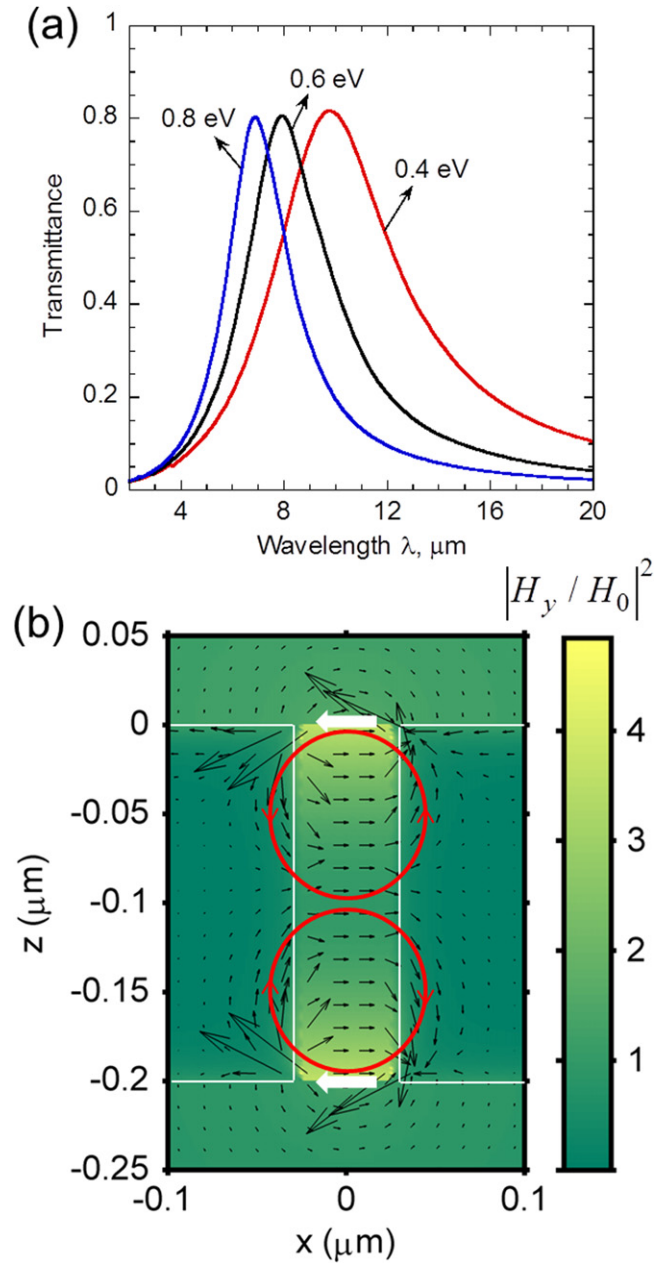 (a)
1
0.8
0.6
0.4
0.2
0
Transmittance
0.8 eV
0.6 eV
0.4 eV
4 8 12 16 20
Wavelength λ, μm
|H_y / H_0|^2
(b)
0.05
0
-0.05
-0.1
-0.15
-0.2
-0.25
z (μm)
-0.1 0 0.1
x (μm)
4
3
2
1